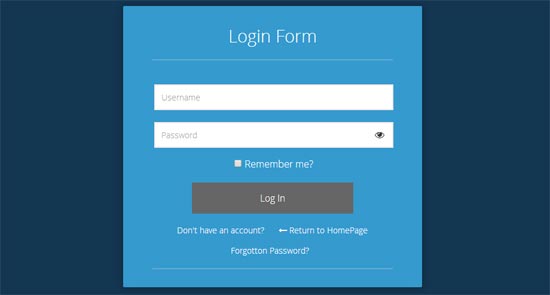 Login Form
Username
Password
Remember me?
Log In
Don't have an account? ← Return to HomePage
Forgotton Password?